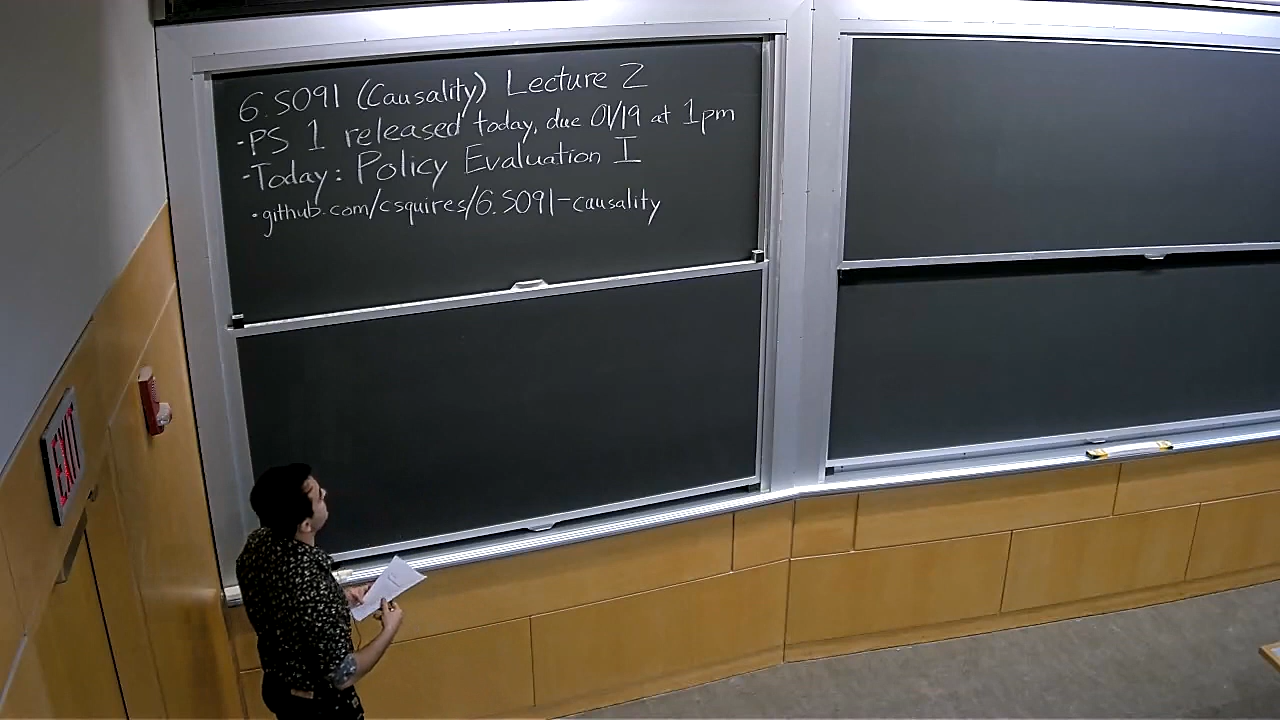 6.S091 (Causality) Lecture 2
-PS 1 released today, due 01/19 at 1pm
-Today: Policy Evaluation I
•github.com/csquires/6.S091-causality
EXIT